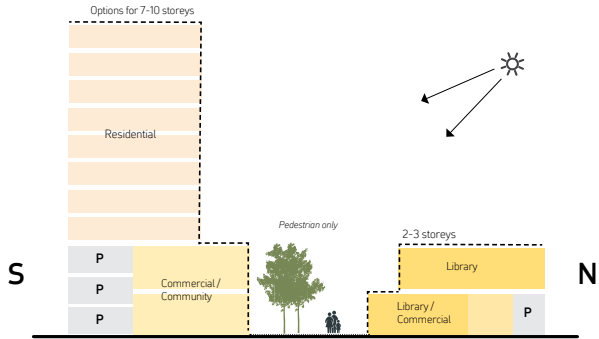 Options for 7-10 storeys
Residential
Pedestrian only
2-3 storeys
P
Library
S
Commercial /
Community
N
P
Library /
Commercial
P
P